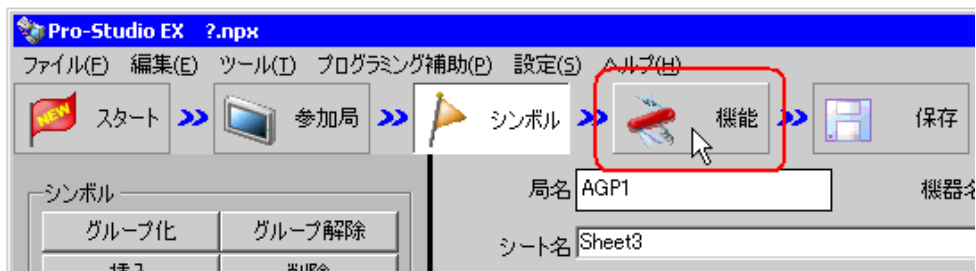 Pro-Studio EX ?.npx
ファイル(F) 編集(E) ツール(T) プログラミング補助(P) 設定(S) ヘルプ(H)
NEW スタート 参加局 シンボル 機能 保存
シンボル
局名 AGP1 機器名
グループ化 グループ解除
シート名 Sheet3
挿入 削除